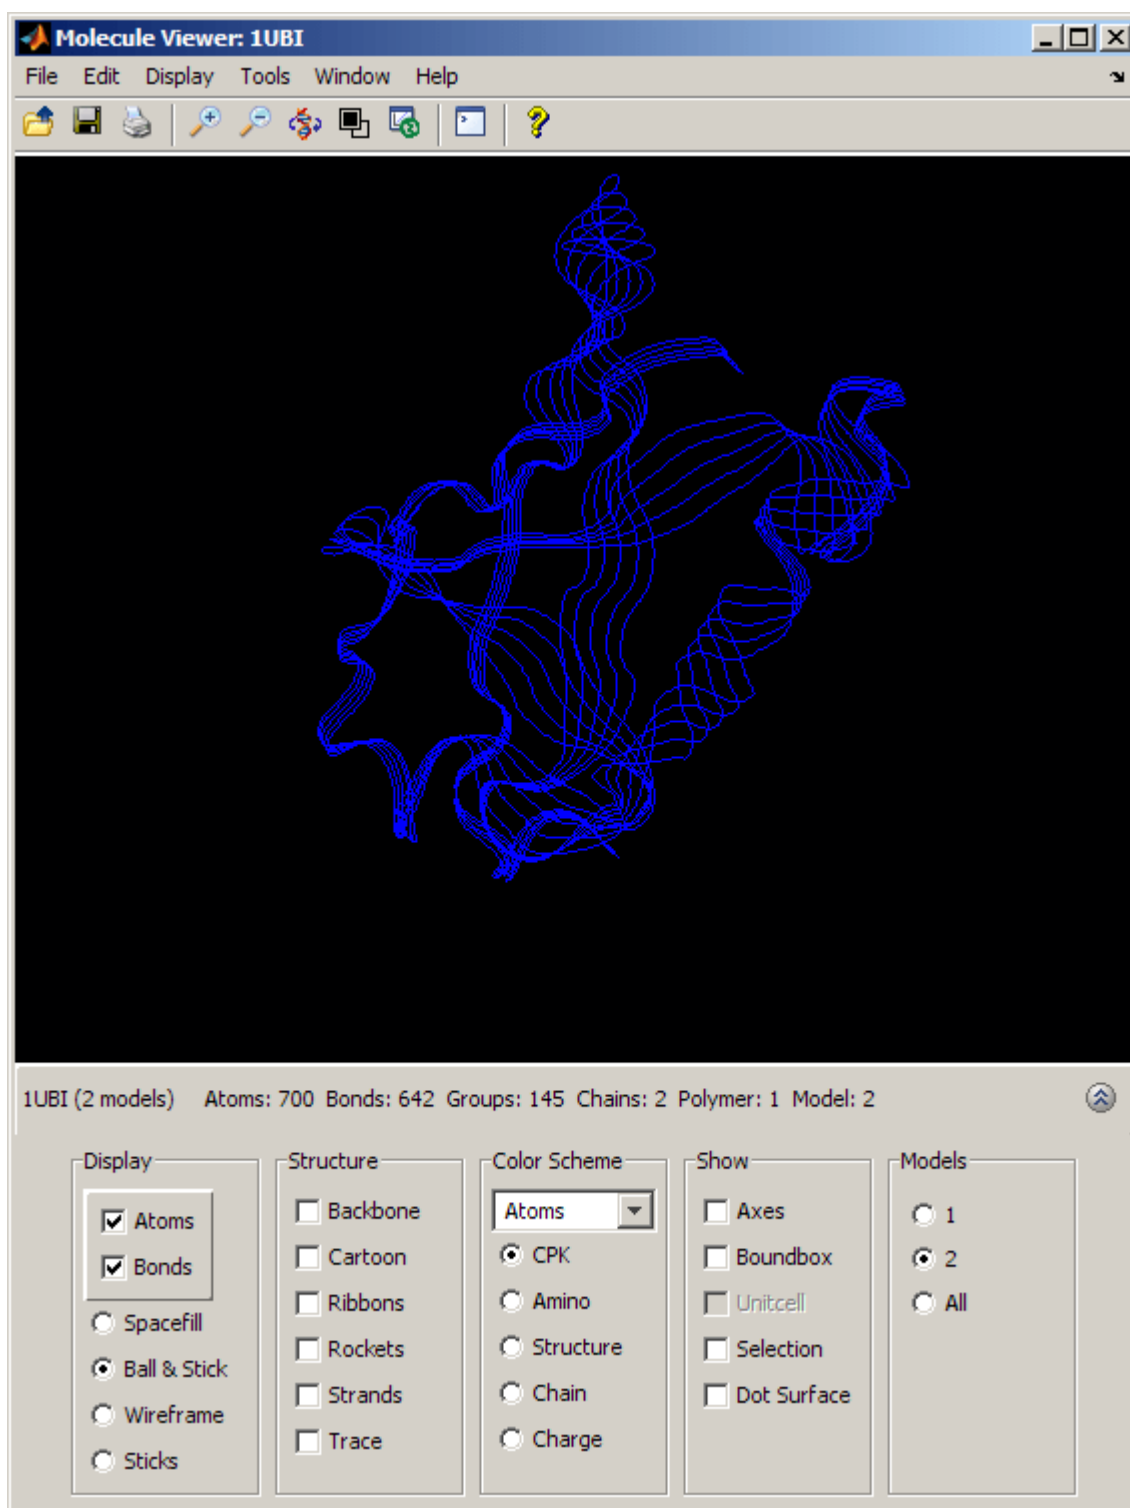 Molecule Viewer: 1UBI
File Edit Display Tools Window Help
1UBI (2 models) Atoms: 700 Bonds: 642 Groups: 145 Chains: 2 Polymer: 1 Model: 2
Display
Atoms
Bonds
Spacefill
Ball & Stick
Wireframe
Sticks
Structure
Backbone
Cartoon
Ribbons
Rockets
Strands
Trace
Color Scheme
Atoms
CPK
Amino
Structure
Chain
Charge
Show
Axes
Boundbox
Unitcell
Selection
Dot Surface
Models
1
2
All